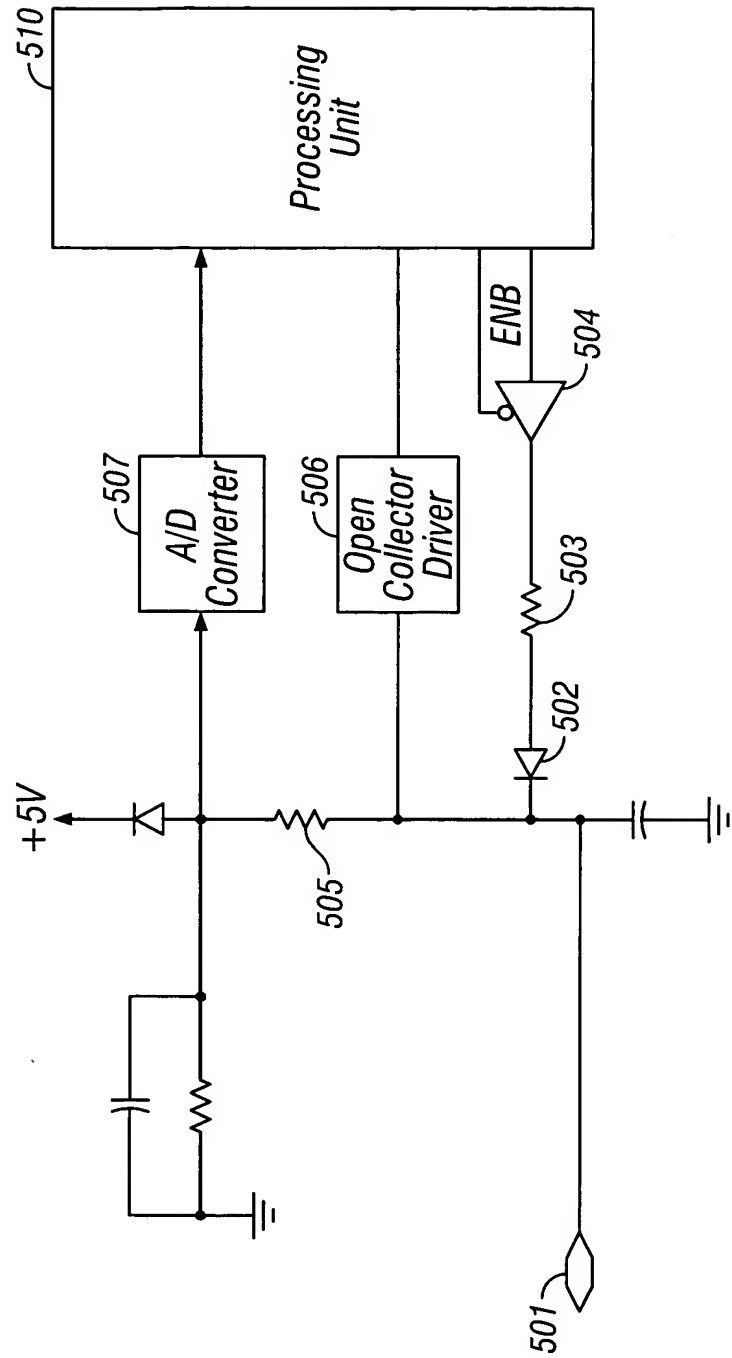 510
Processing
Unit
507
A/D
Converter
506
Open
Collector
Driver
ENB
504
503
502
+5V
505
501